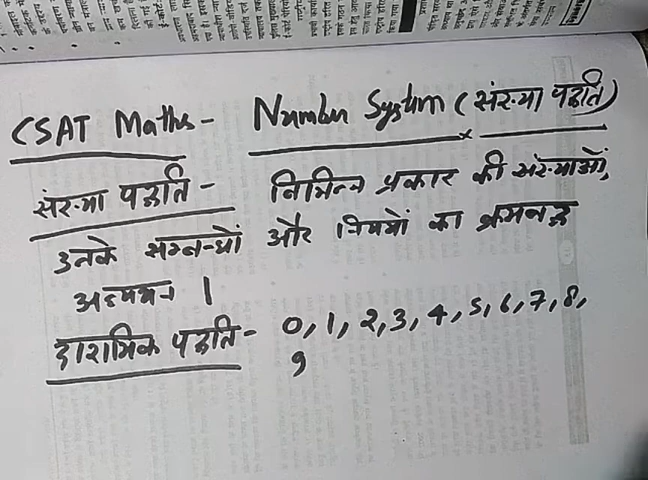 CSAT Maths - Number System (संख्या पद्धति)
संख्या पद्धति - विभिन्न प्रकार की संख्याओं,
उनके सम्बन्धों और नियमों का क्रमबद्ध
अध्ययन ।
दाशमिक पद्धति - 0, 1, 2, 3, 4, 5, 6, 7, 8,
9